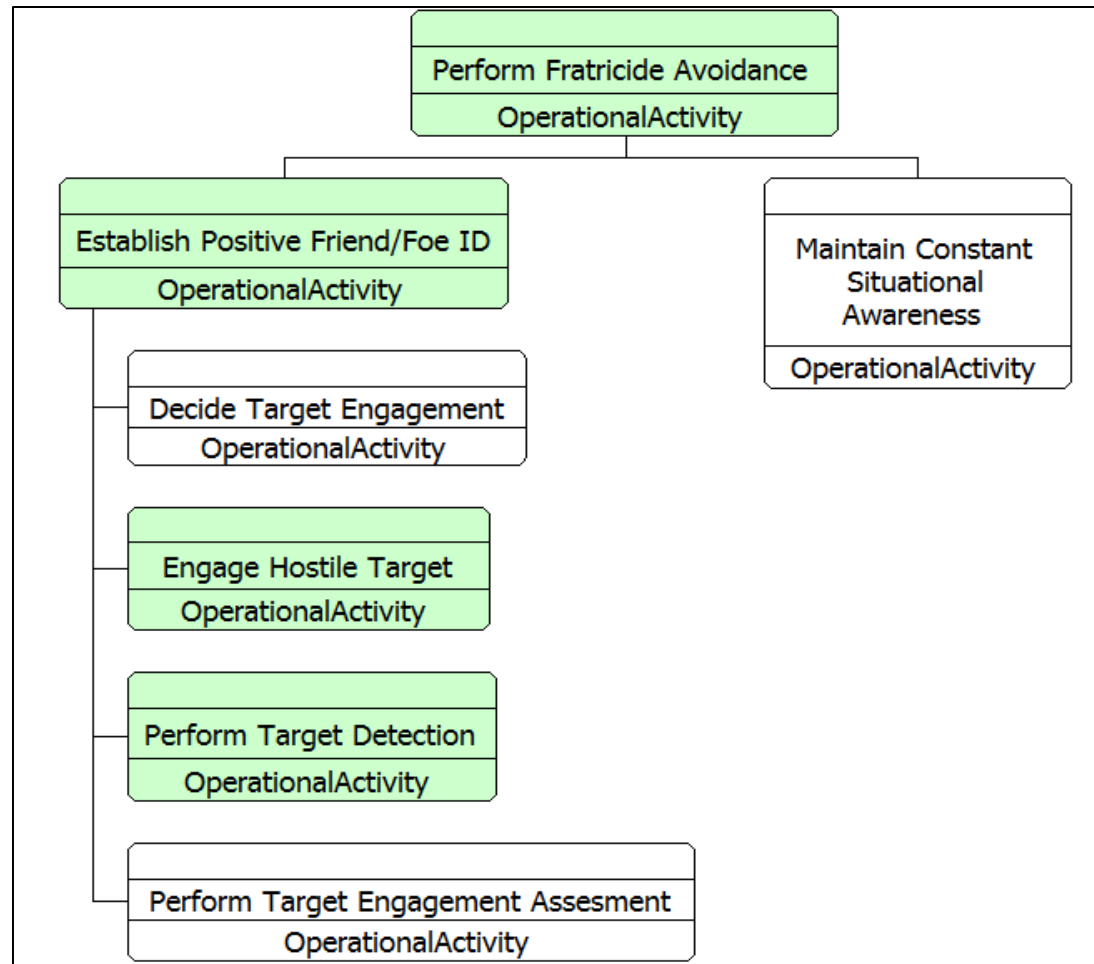 Perform Fratricide Avoidance
OperationalActivity
Establish Positive Friend/Foe ID
OperationalActivity
Maintain Constant
Situational
Awareness
OperationalActivity
Decide Target Engagement
OperationalActivity
Engage Hostile Target
OperationalActivity
Perform Target Detection
OperationalActivity
Perform Target Engagement Assesment
OperationalActivity